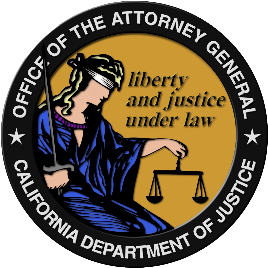 OFFICE OF THE ATTORNEY GENERAL
liberty
and justice
under law
CALIFORNIA DEPARTMENT OF JUSTICE